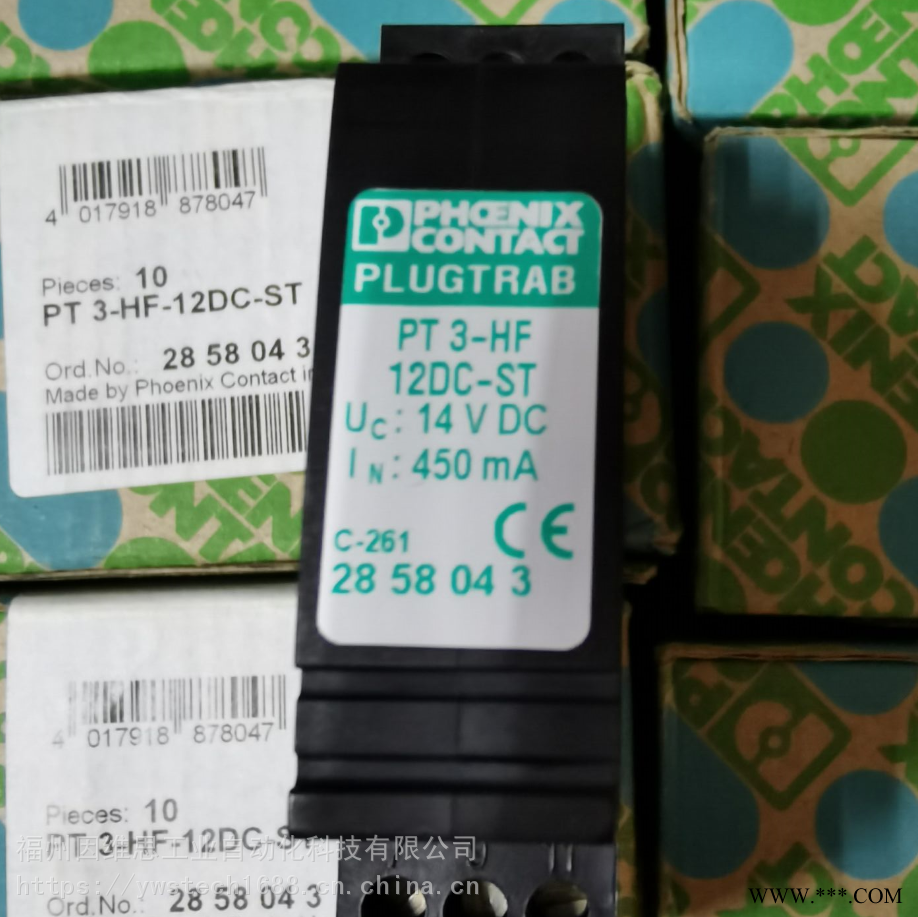 4 017918 878047
Pieces: 10
PT 3-HF-12DC-ST
Ord.No.: 28 58 04 3
Made by Phoenix Contact in
PHŒNIX
CONTACT
PLUGTRAB
PT 3-HF
12DC-ST
UC: 14 V DC
IN: 450 mA
C-261
CE
28 58 04 3
4 017918 878047
Pieces: 10
PT 3-HF-12DC-S
Ord.No.: 28 58 04 3
福州因维思工业自动化科技有限公司
https://ywstech1688.cn.china.cn
www.***.COM
PHŒNIX
CONTACT